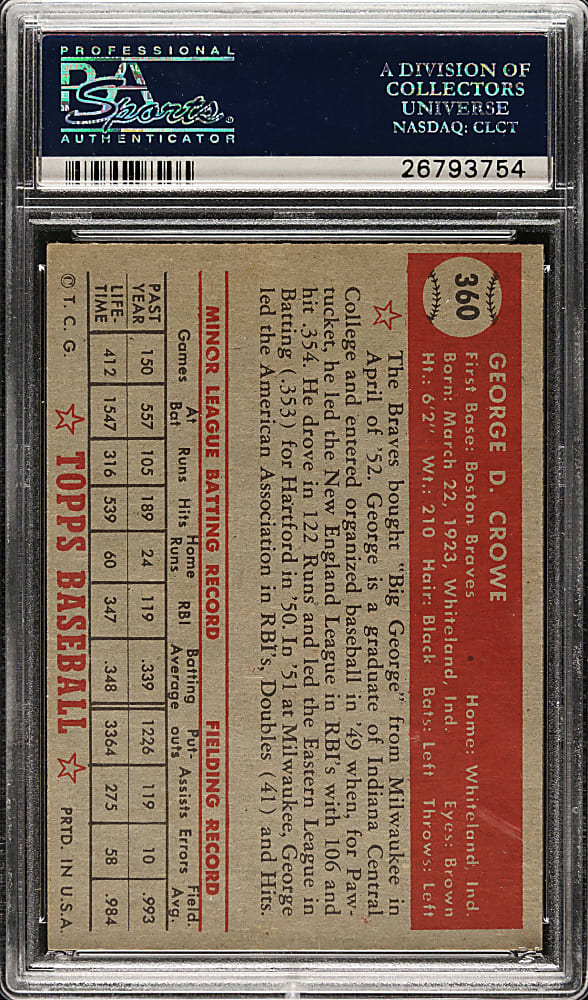 PROFESSIONAL
PSA
Sports
AUTHENTICATOR
A DIVISION OF
COLLECTORS
UNIVERSE
NASDAQ: CLCT
26793754
360
GEORGE D. CROWE
First Base: Boston Braves Home: Whiteland, Ind.
Born: March 22, 1923, Whiteland, Ind. Eyes: Brown
Ht.: 6'2" Wt.: 210 Hair: Black Bats: Left Throws: Left
The Braves bought "Big George" from Milwaukee in
April of '52. George is a graduate of Indiana Central
College and entered organized baseball in '49 when, for Paw-
tucket, he led the New England League in RBI's with 106 and
hit .354. He drove in 122 Runs and led the Eastern League in
Batting (.353) for Hartford in '50. In '51 at Milwaukee, George
led the American Association in RBI's, Doubles (41) and Hits.
MINOR LEAGUE BATTING RECORD FIELDING RECORD
Games At Bat Runs Hits Home Runs RBI Batting Average Put-outs Assists Errors Field. Avg.
PAST YEAR 150 557 105 189 24 119 .339 1226 119 10 .993
LIFE-TIME 412 1547 316 539 60 347 .348 3364 275 58 .984
© T. C. G. TOPPS BASEBALL PRTD. IN U.S.A.